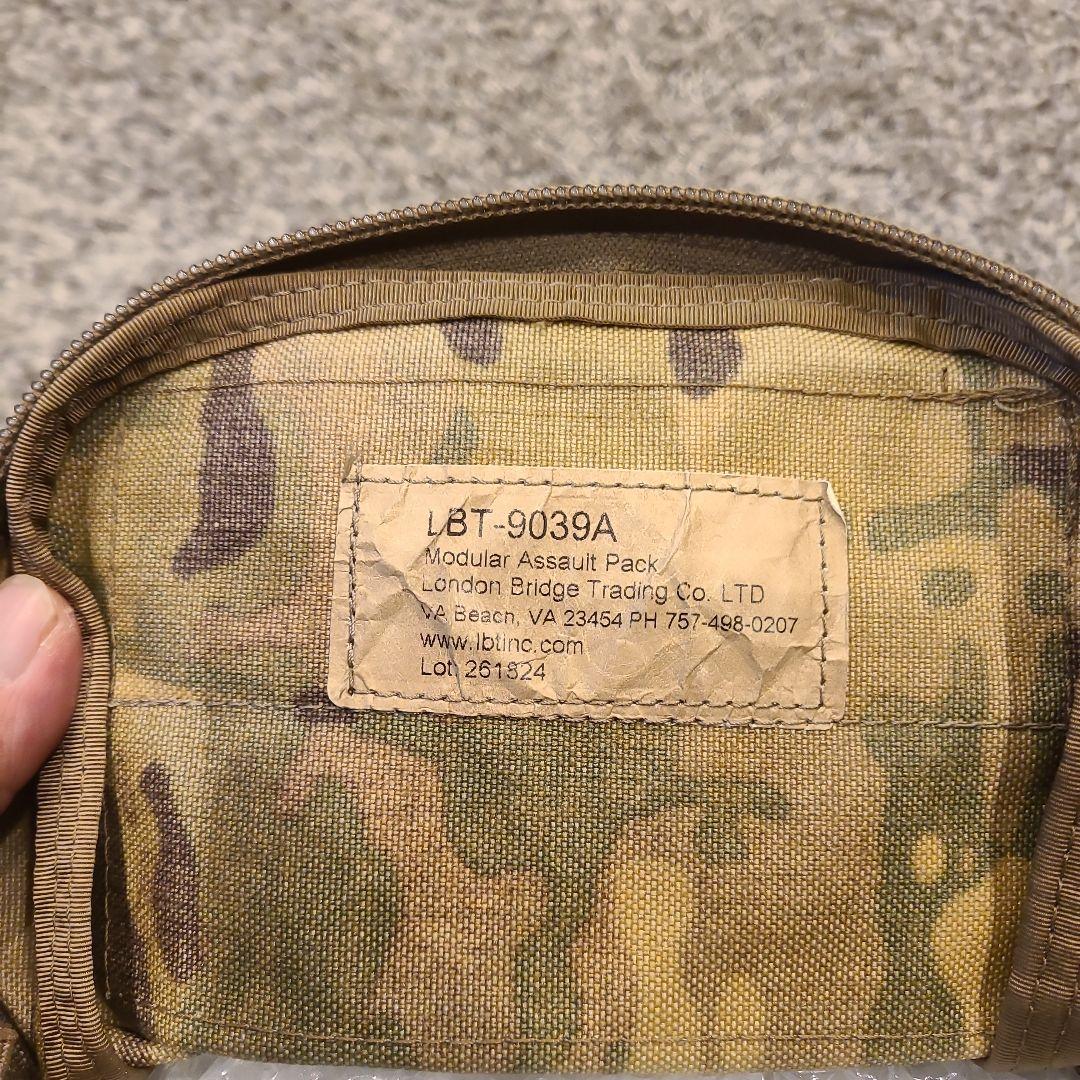 LBT-9039A
Modular Assault Pack
London Bridge Trading Co. LTD
VA Beach, VA 23454 PH 757-498-0207
www.lbtinc.com
Lot: 261824